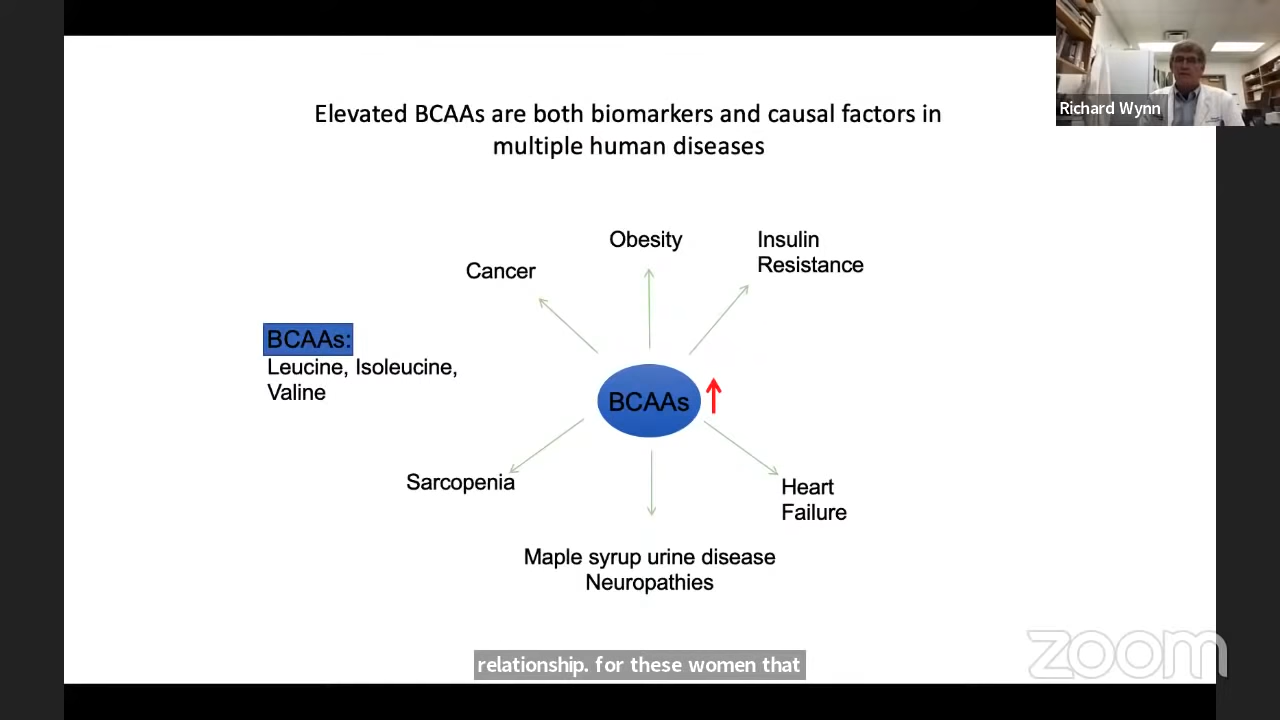 Richard Wynn
Elevated BCAAs are both biomarkers and causal factors in
multiple human diseases
Obesity
Insulin
Resistance
Cancer
BCAAs:
Leucine, Isoleucine,
Valine
BCAAs
Sarcopenia
Heart
Failure
Maple syrup urine disease
Neuropathies
relationship. for these women that
zoom